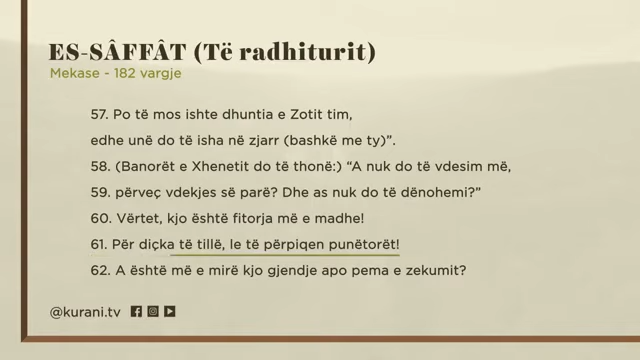 ES-SÂFFÂT (Të radhiturit)
Mekase - 182 vargje
57. Po të mos ishte dhuntia e Zotit tim,
edhe unë do të isha në zjarr (bashkë me ty)”.
58. (Banorët e Xhenetit do të thonë:) “A nuk do të vdesim më,
59. përveç vdekjes së parë? Dhe as nuk do të dënohemi?”
60. Vërtet, kjo është fitorja më e madhe!
61. Për diçka të tillë, le të përpiqen punëtorët!
62. A është më e mirë kjo gjendje apo pema e zekumit?
@kurani.tv